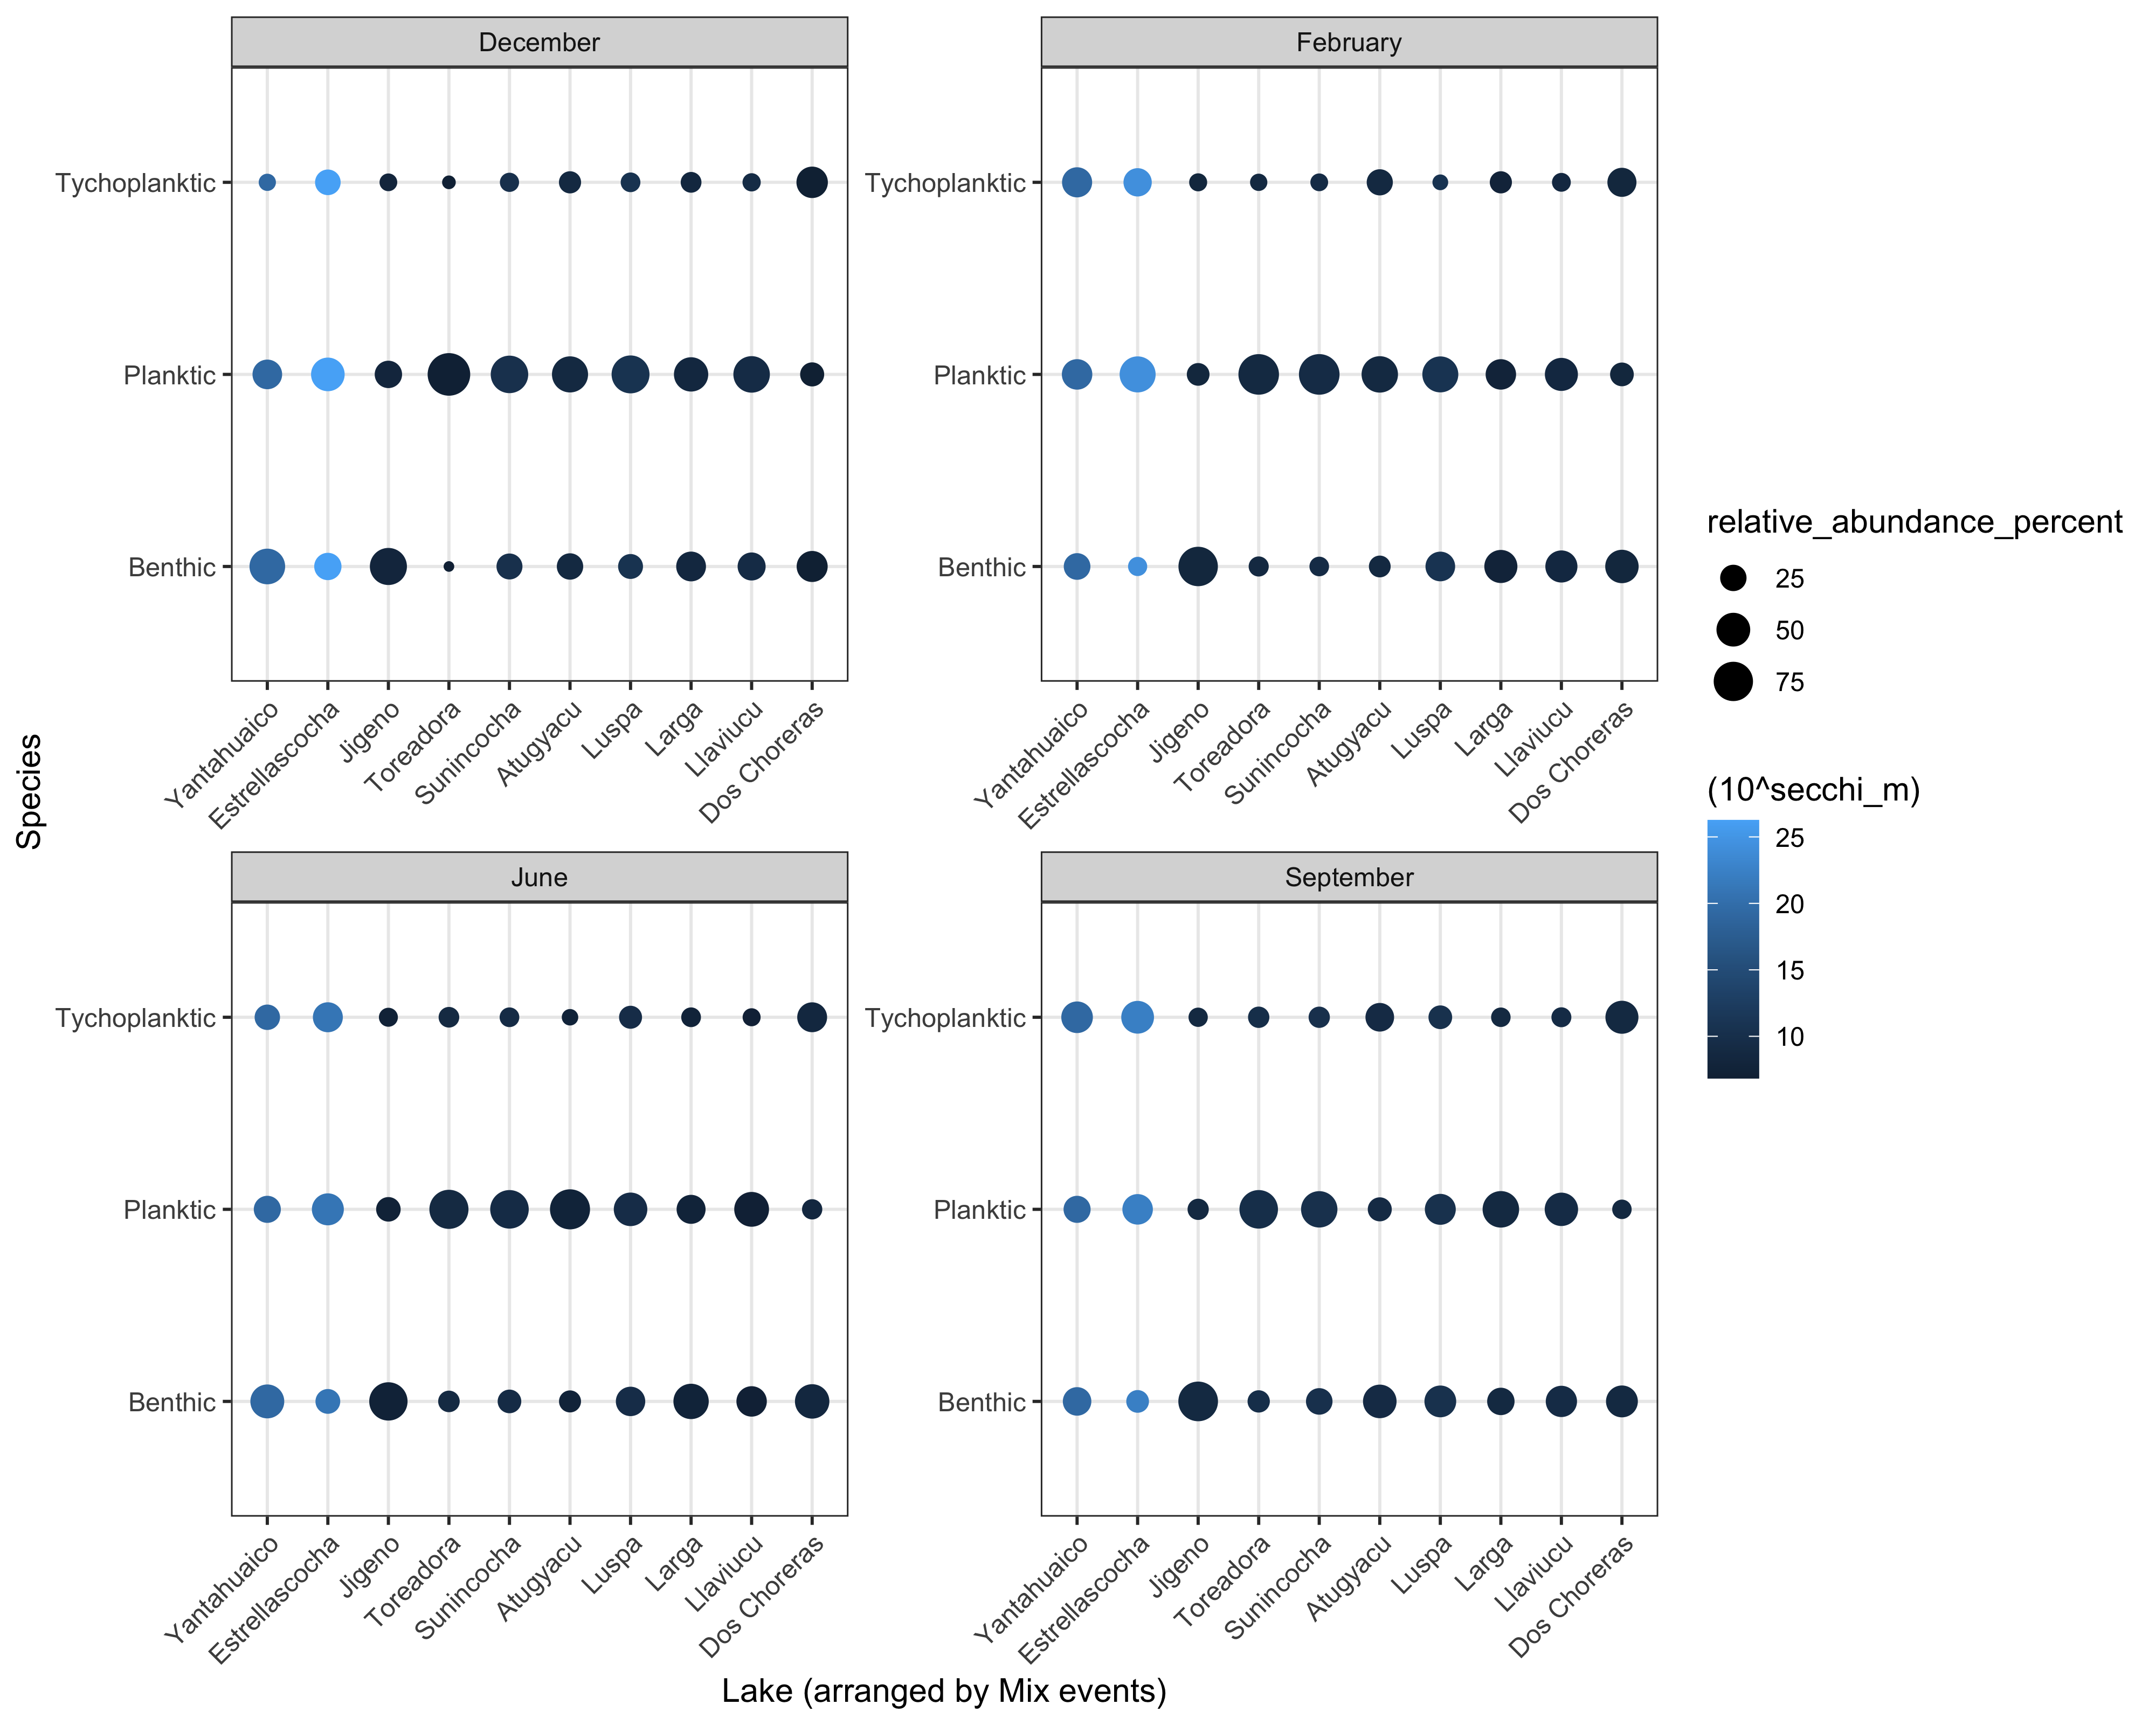 December
Tychoplanktic
Planktic
Benthic
Yantahuaico
Estrellascocha
Jigeno
Toreadora
Sunincocha
Atugyacu
Luspa
Larga
Llaviucu
Dos Choreras
February
Tychoplanktic
Planktic
Benthic
Yantahuaico
Estrellascocha
Jigeno
Toreadora
Sunincocha
Atugyacu
Luspa
Larga
Llaviucu
Dos Choreras
Species
June
Tychoplanktic
Planktic
Benthic
Yantahuaico
Estrellascocha
Jigeno
Toreadora
Sunincocha
Atugyacu
Luspa
Larga
Llaviucu
Dos Choreras
September
Tychoplanktic
Planktic
Benthic
Yantahuaico
Estrellascocha
Jigeno
Toreadora
Sunincocha
Atugyacu
Luspa
Larga
Llaviucu
Dos Choreras
Lake (arranged by Mix events)
relative_abundance_percent
25
50
75
(10^secchi_m)
25
20
15
10